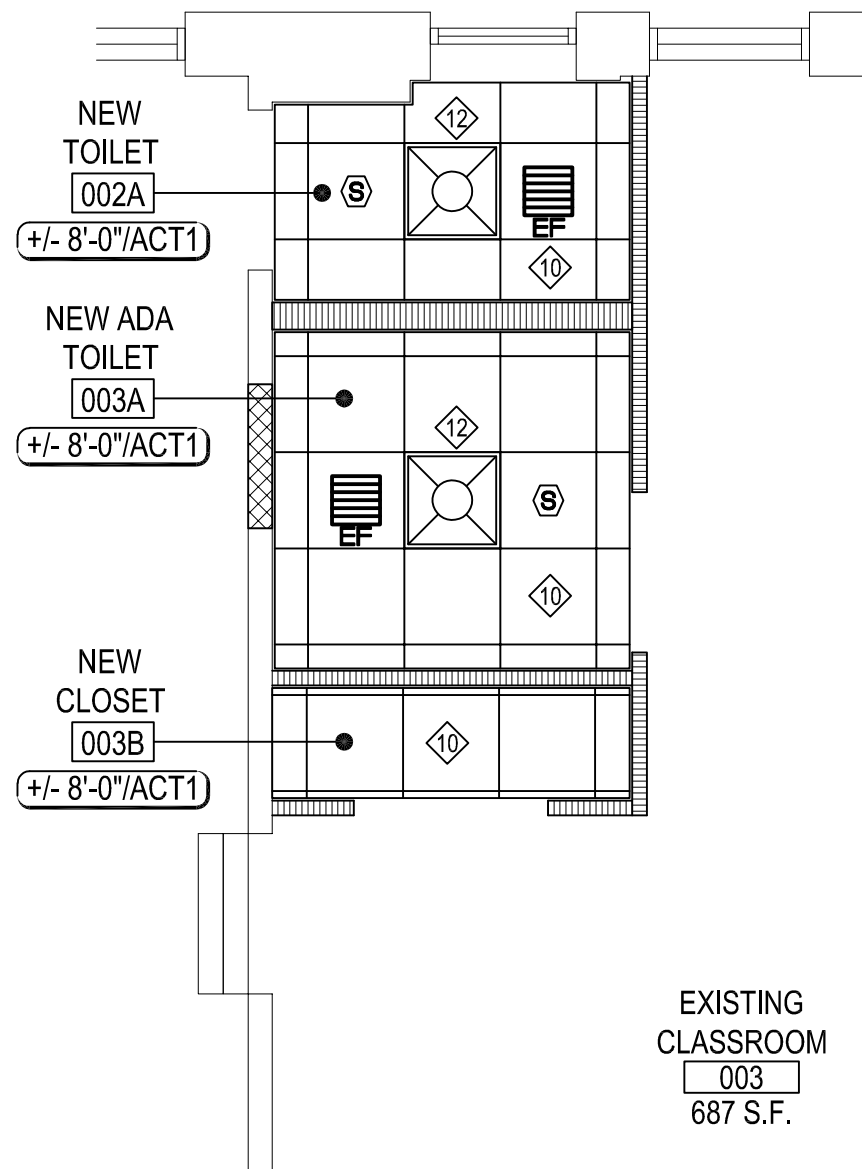 NEW
TOILET
002A
+/- 8'-0"/ACT1
12
S
EF
10
NEW ADA
TOILET
003A
+/- 8'-0"/ACT1
12
EF
S
10
NEW
CLOSET
003B
+/- 8'-0"/ACT1
10
EXISTING
CLASSROOM
003
687 S.F.